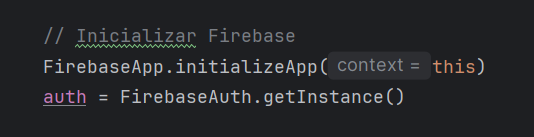 // Inicializar Firebase
FirebaseApp.initializeApp( context = this)
auth = FirebaseAuth.getInstance()